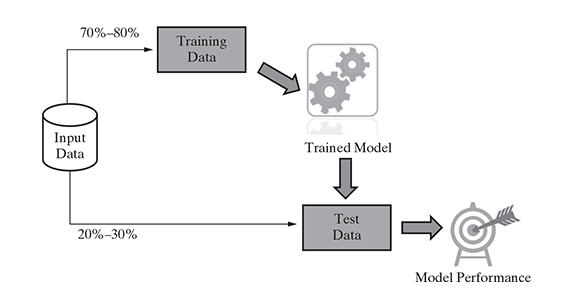 70%–80%
Training
Data
Input
Data
Trained Model
20%–30%
Test
Data
Model Performance